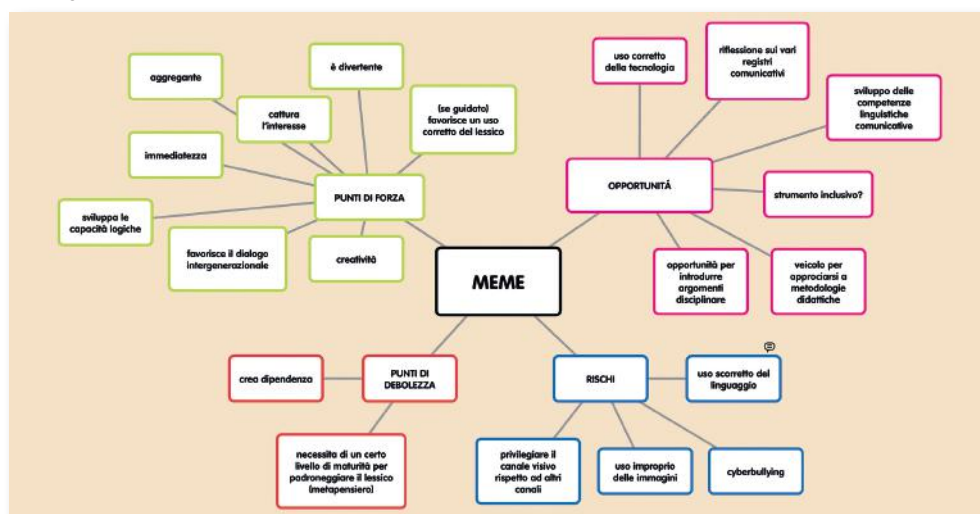 è divertente
aggregante
cattura
l'interesse
(se guidato)
favorisce un uso
corretto del lessico
immediatezza
PUNTI DI FORZA
sviluppa le
capacità logiche
favorisce il dialogo
intergenerazionale
creatività
uso corretto
della tecnologia
riflessione sui vari
registri
comunicativi
sviluppo delle
competenze
linguistiche
comunicative
OPPORTUNITÁ
strumento inclusivo?
opportunità per
introdurre
argomenti
disciplinare
veicolo per
approciarsi a
metodologie
didattiche
MEME
crea dipendenza
PUNTI DI
DEBOLEZZA
necessita di un certo
livello di maturità per
padroneggiare il lessico
(metapensiero)
RISCHI
uso scorretto del
linguaggio
privilegiare il
canale visivo
rispetto ad altri
canali
uso improprio
delle immagini
cyberbullying